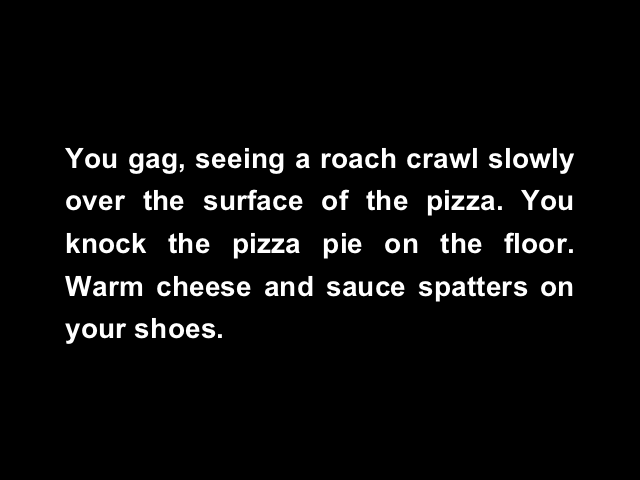 You gag, seeing a roach crawl slowly
over the surface of the pizza. You
knock the pizza pie on the floor.
Warm cheese and sauce spatters on
your shoes.